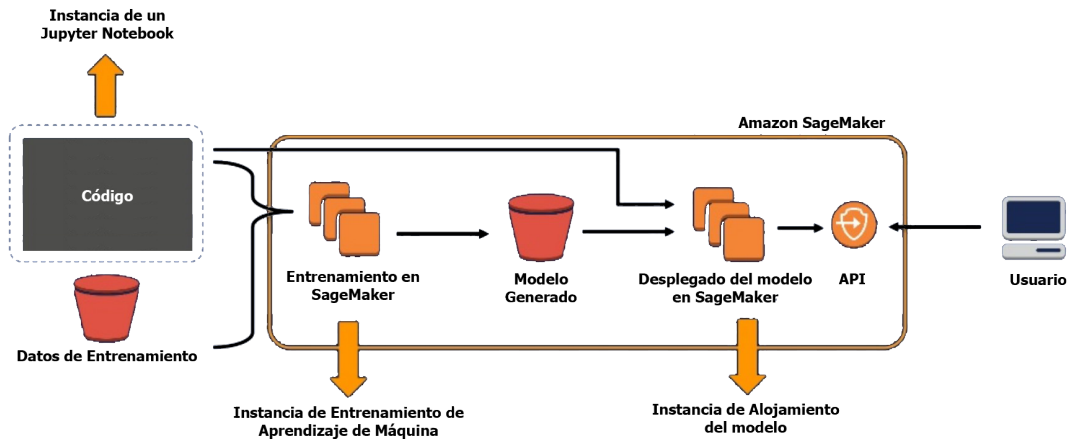 Instancia de un
Jupyter Notebook
Amazon SageMaker
Código
Entrenamiento en
SageMaker
Modelo
Generado
Desplegado del modelo
en SageMaker
API
Usuario
Datos de Entrenamiento
Instancia de Entrenamiento de
Aprendizaje de Máquina
Instancia de Alojamiento
del modelo